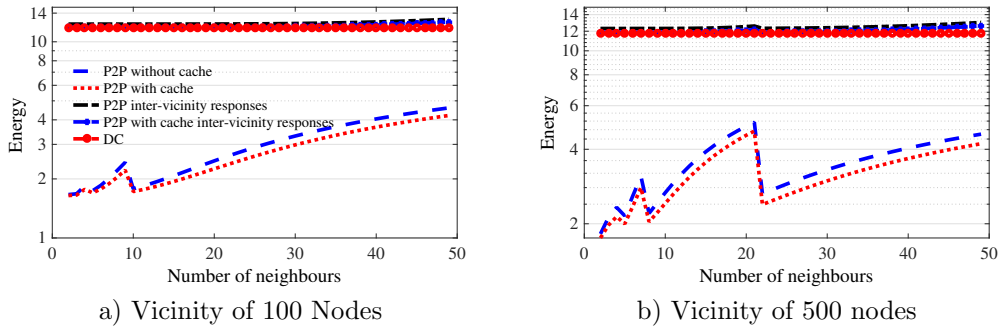 14
10
6
5
4
3
2
1
Energy
P2P without cache
P2P with cache
P2P inter-vicinity responses
P2P with cache inter-vicinity responses
DC
0 10 20 30 40 50
Number of neighbours
a) Vicinity of 100 Nodes
14
12
10
8
6
4
2
Energy
0 10 20 30 40 50
Number of neighbours
b) Vicinity of 500 nodes